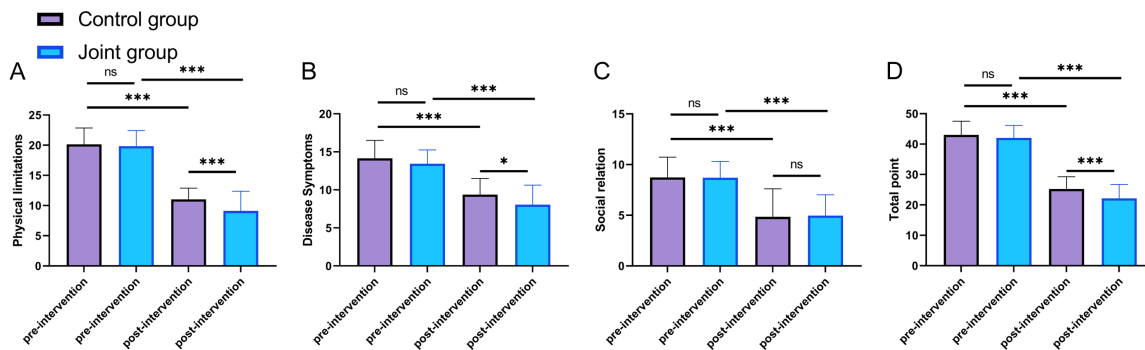 Control group
Joint group
A
ns
***
***
***
Physical limitations
25
20
15
10
5
0
pre-intervention
pre-intervention
post-intervention
post-intervention
B
ns
***
***
*
Disease Symptoms
20
15
10
5
0
pre-intervention
pre-intervention
post-intervention
post-intervention
C
ns
***
***
ns
Social relation
15
10
5
0
pre-intervention
pre-intervention
post-intervention
post-intervention
D
ns
***
***
***
Total point
50
40
30
20
10
0
pre-intervention
pre-intervention
post-intervention
post-intervention